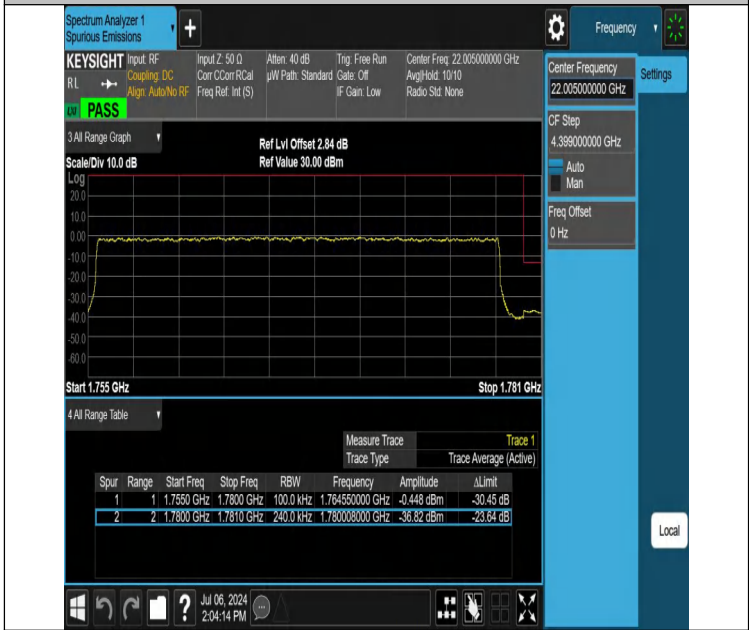 Spectrum Analyzer 1
Spurious Emissions
+
Frequency
KEYSIGHT
RL
PASS
Input: RF
Coupling: DC
Align: Auto/No RF
Input Z: 50 Ω
Corr CCorr RCal
Freq Ref: Int (S)
Atten: 40 dB
µW Path: Standard
Trig: Free Run
Gate: Off
IF Gain: Low
Center Freq: 22.005000000 GHz
Avg|Hold: 10/10
Radio Std: None
Center Frequency
22.005000000 GHz
Settings
CF Step
4.399000000 GHz
Auto
Man
Freq Offset
0 Hz
3 All Range Graph
Scale/Div 10.0 dB
Ref Lvl Offset 2.84 dB
Ref Value 30.00 dBm
Log
20.0
10.0
0.00
-10.0
-20.0
-30.0
-40.0
-50.0
-60.0
Start 1.755 GHz
Stop 1.781 GHz
4 All Range Table
Measure Trace Trace 1
Trace Type Trace Average (Active)
Spur Range Start Freq Stop Freq RBW Frequency Amplitude ΔLimit
1 1 1.7550 GHz 1.7800 GHz 100.0 kHz 1.764550000 GHz -0.448 dBm -30.45 dB
2 2 1.7800 GHz 1.7810 GHz 240.0 kHz 1.780008000 GHz -36.82 dBm -23.64 dB
Local
?
Jul 06, 2024
2:04:14 PM